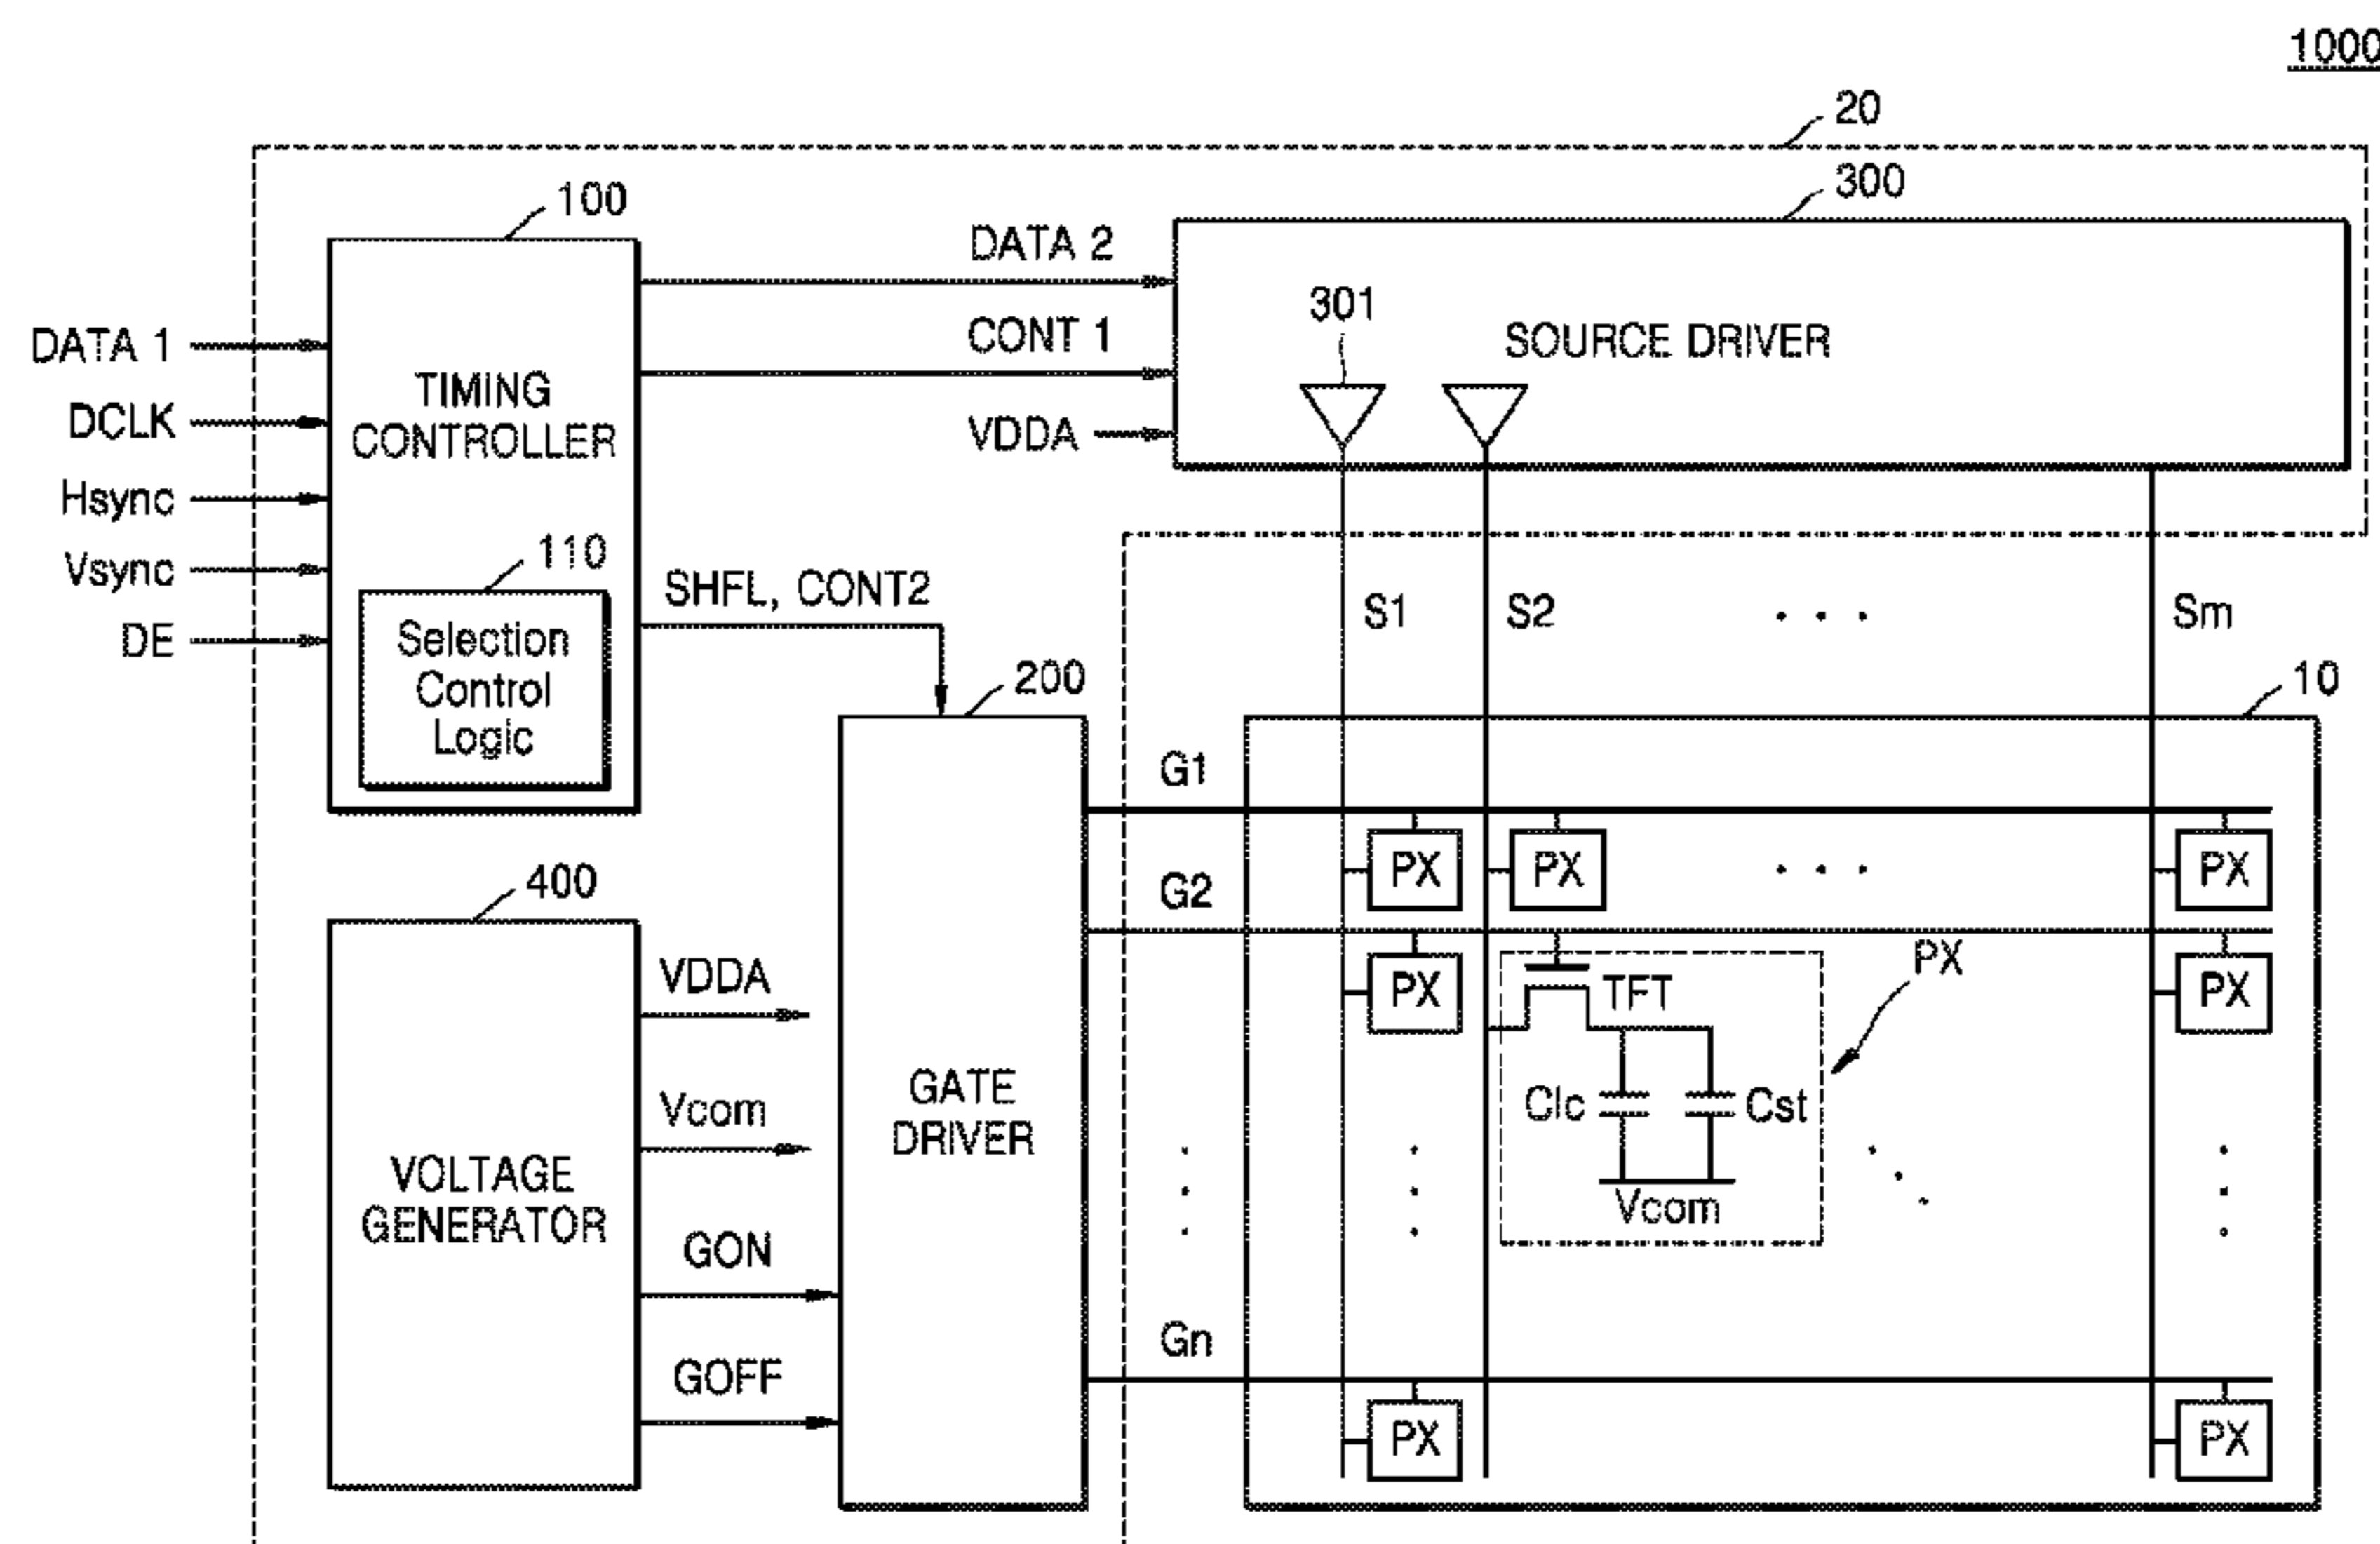 1000
20
100
300
DATA 2
301
CONT 1
SOURCE DRIVER
DATA 1
TIMING
CONTROLLER
DCLK
VDDA
Hsync
110
Vsync
SHFL, CONT2
S1
S2
. . .
Sm
DE
Selection
Control
Logic
200
10
G1
PX
PX
. . .
PX
400
G2
VDDA
PX
TFT
PX
PX
GATE
DRIVER
Clc
Cst
Vcom
VOLTAGE
GENERATOR
Vcom
GON
Gn
GOFF
PX
PX